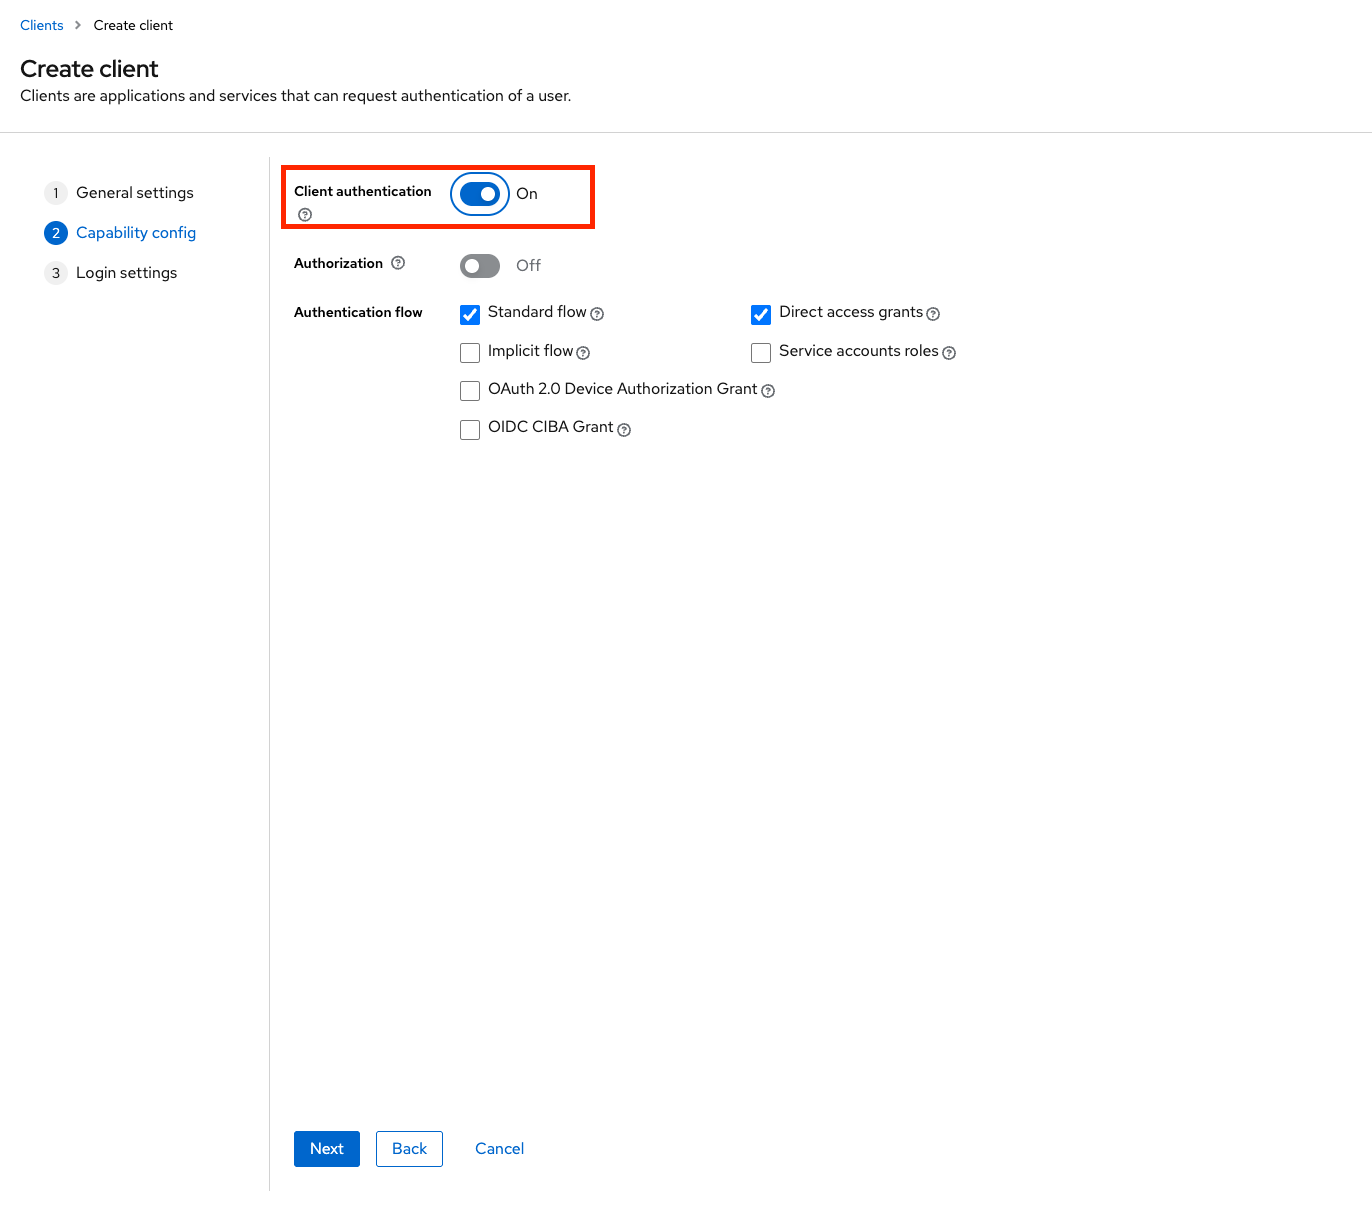 Clients > Create client
Create client
Clients are applications and services that can request authentication of a user.
1 General settings
2 Capability config
3 Login settings
Client authentication On
Authorization Off
Authentication flow
Standard flow Direct access grants
Implicit flow Service accounts roles
OAuth 2.0 Device Authorization Grant
OIDC CIBA Grant
Next Back Cancel